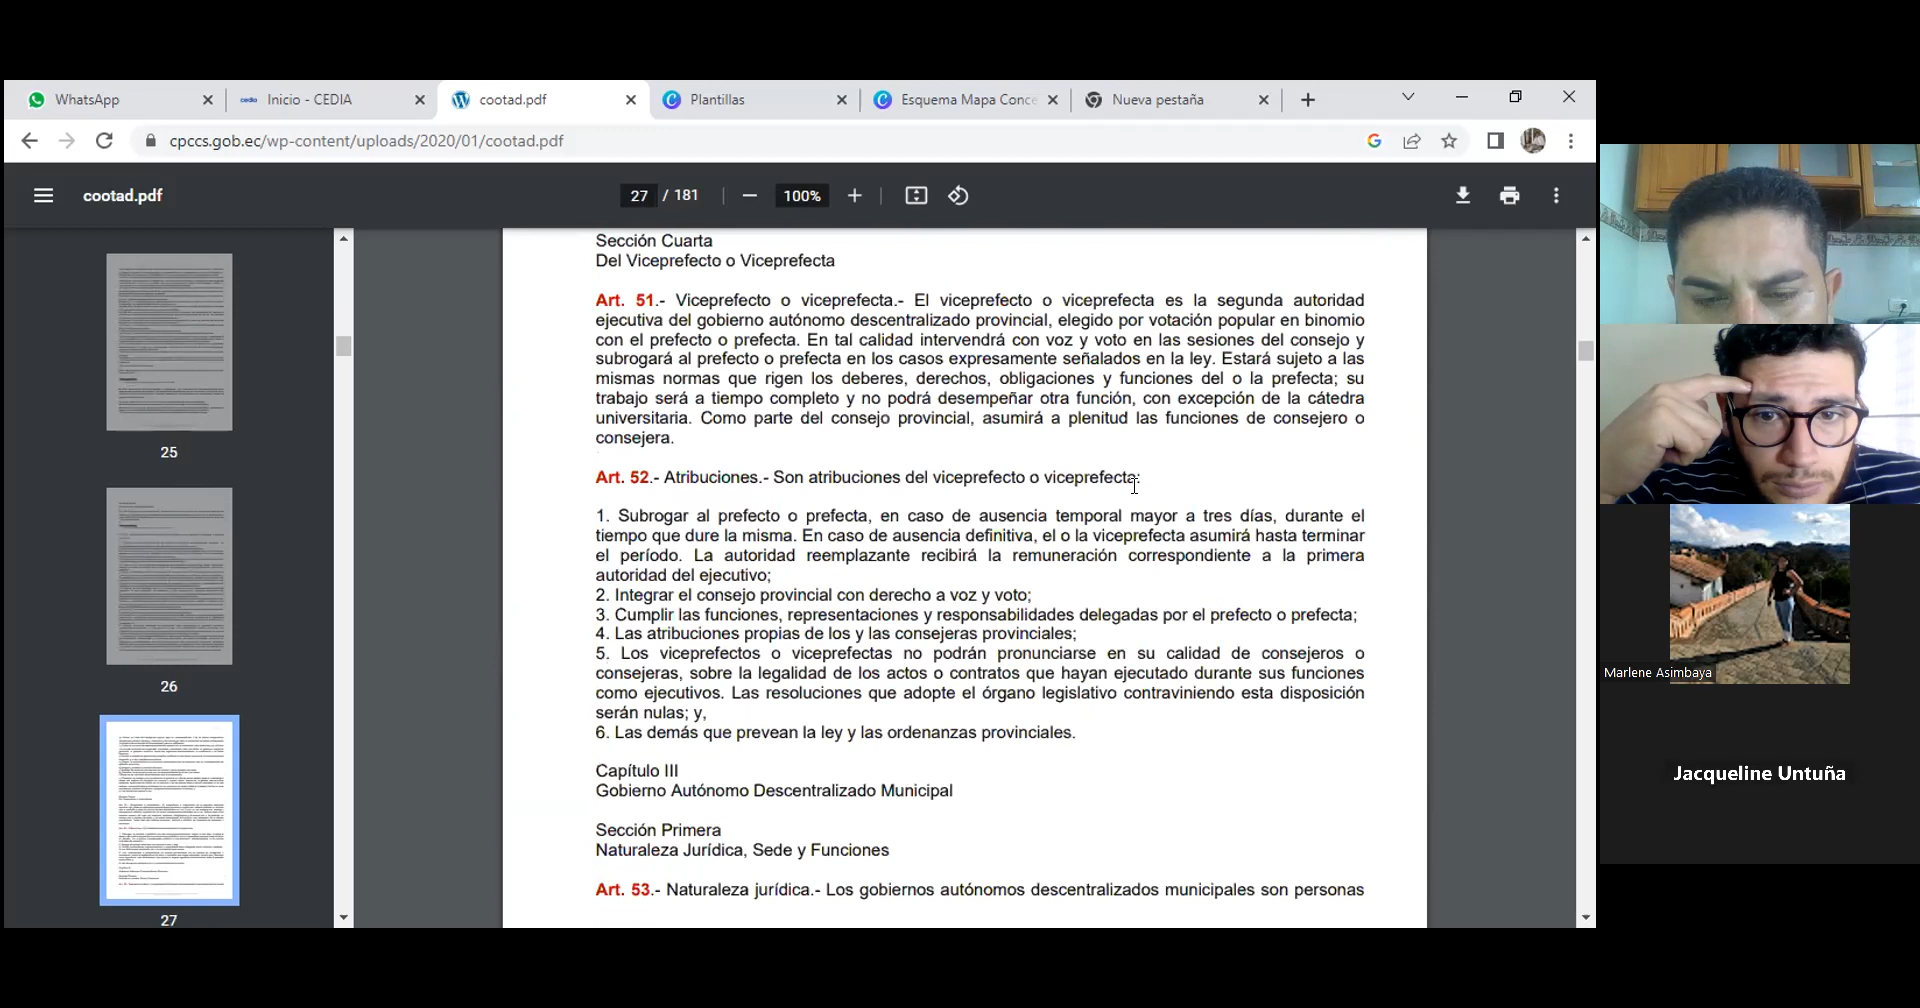 WhatsApp
cedia Inicio - CEDIA
cootad.pdf
Plantillas
Esquema Mapa Conce
Nueva pestaña
cpccs.gob.ec/wp-content/uploads/2020/01/cootad.pdf
cootad.pdf
27 / 181
100%
25
26
27
Sección Cuarta
Del Viceprefecto o Viceprefecta
Art. 51.- Viceprefecto o viceprefecta.- El viceprefecto o viceprefecta es la segunda autoridad
ejecutiva del gobierno autónomo descentralizado provincial, elegido por votación popular en binomio
con el prefecto o prefecta. En tal calidad intervendrá con voz y voto en las sesiones del consejo y
subrogará al prefecto o prefecta en los casos expresamente señalados en la ley. Estará sujeto a las
mismas normas que rigen los deberes, derechos, obligaciones y funciones del o la prefecta; su
trabajo será a tiempo completo y no podrá desempeñar otra función, con excepción de la cátedra
universitaria. Como parte del consejo provincial, asumirá a plenitud las funciones de consejero o
consejera.
Art. 52.- Atribuciones.- Son atribuciones del viceprefecto o viceprefecta:
1. Subrogar al prefecto o prefecta, en caso de ausencia temporal mayor a tres días, durante el
tiempo que dure la misma. En caso de ausencia definitiva, el o la viceprefecta asumirá hasta terminar
el período. La autoridad reemplazante recibirá la remuneración correspondiente a la primera
autoridad del ejecutivo;
2. Integrar el consejo provincial con derecho a voz y voto;
3. Cumplir las funciones, representaciones y responsabilidades delegadas por el prefecto o prefecta;
4. Las atribuciones propias de los y las consejeras provinciales;
5. Los viceprefectos o viceprefectas no podrán pronunciarse en su calidad de consejeros o
consejeras, sobre la legalidad de los actos o contratos que hayan ejecutado durante sus funciones
como ejecutivos. Las resoluciones que adopte el órgano legislativo contraviniendo esta disposición
serán nulas; y,
6. Las demás que prevean la ley y las ordenanzas provinciales.
Capítulo III
Gobierno Autónomo Descentralizado Municipal
Sección Primera
Naturaleza Jurídica, Sede y Funciones
Art. 53.- Naturaleza jurídica.- Los gobiernos autónomos descentralizados municipales son personas
Marlene Asimbaya
Jacqueline Untuña